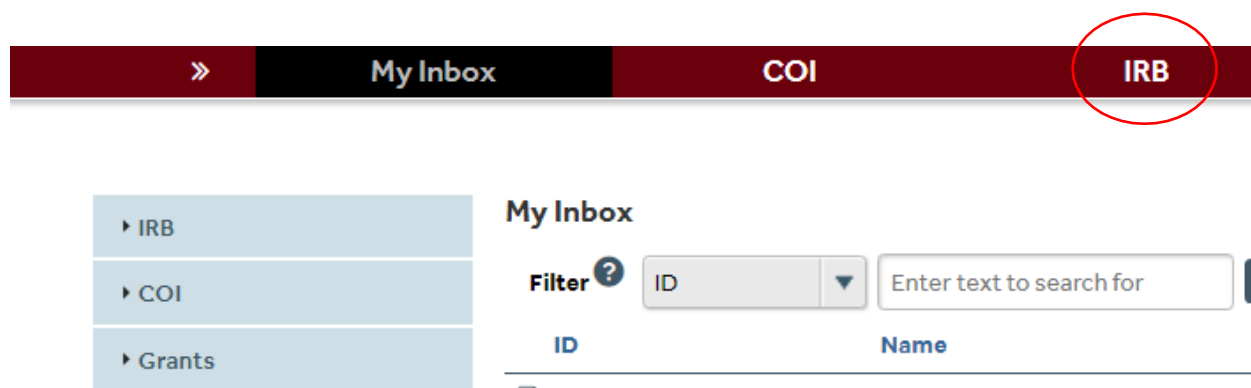 » My Inbox COI IRB
IRB
COI
Grants
My Inbox
Filter ? ID Enter text to search for
ID Name